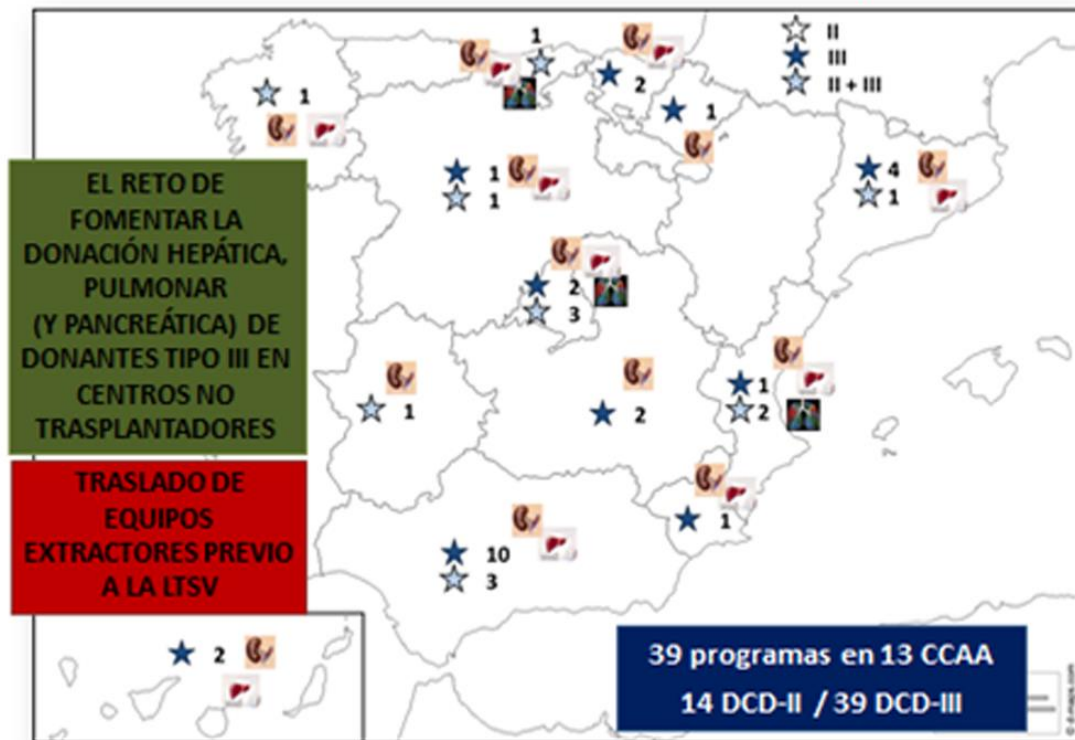 1
II
III
II + III
2
1
1
4
1
1
1
EL RETO DE
FOMENTAR LA
DONACIÓN HEPÁTICA,
PULMONAR
(Y PANCREÁTICA) DE
DONANTES TIPO III EN
CENTROS NO
TRASPLANTADORES
2
3
1
2
1
2
1
TRASLADO DE
EQUIPOS
EXTRACTORES PREVIO
A LA LTSV
10
3
2
39 programas en 13 CCAA
14 DCD-II / 39 DCD-III
© d-maps.com